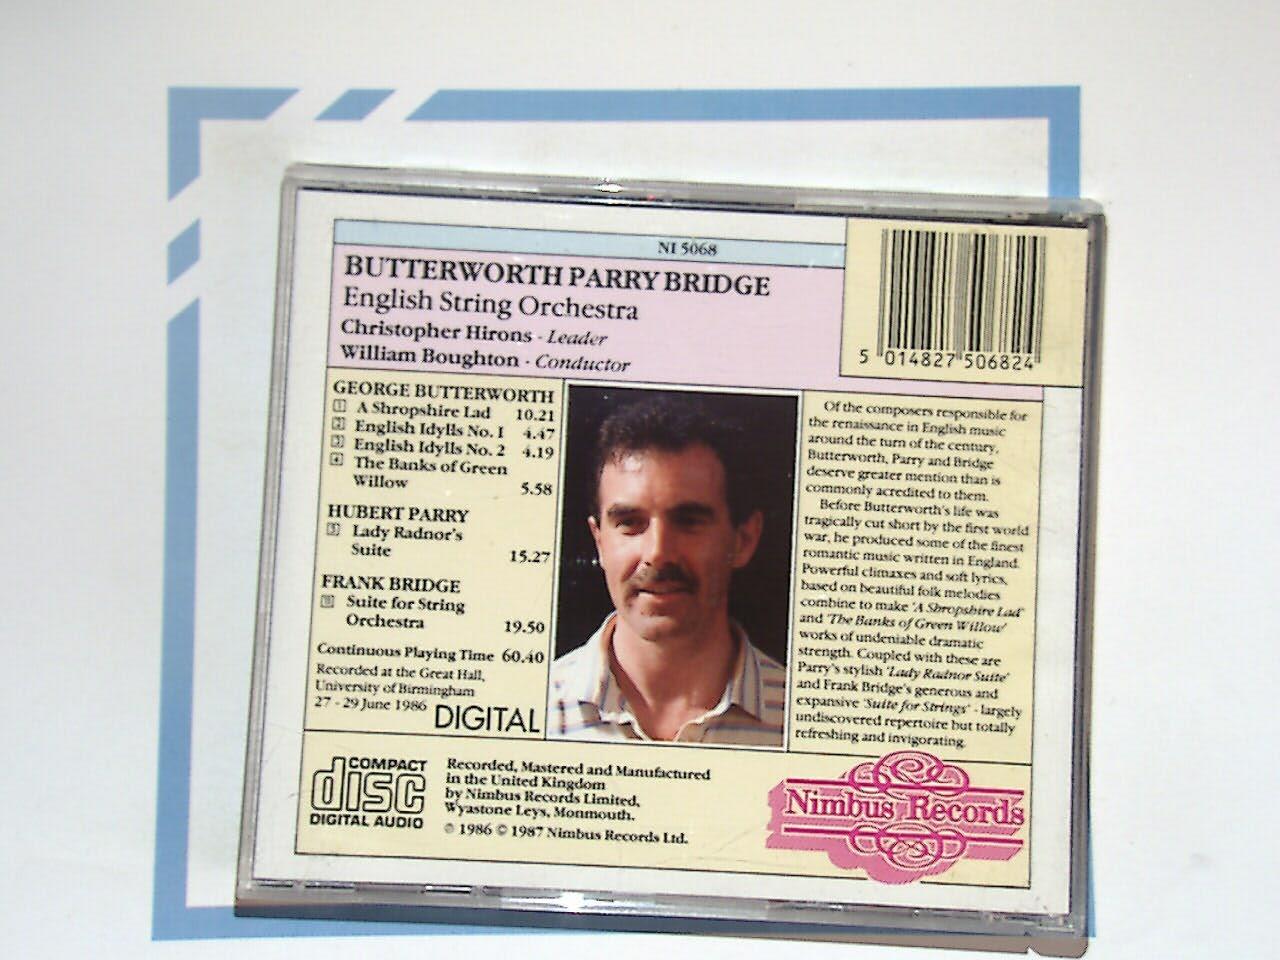 NI 5068
BUTTERWORTH PARRY BRIDGE
English String Orchestra
Christopher Hirons - Leader
William Boughton - Conductor
5 014827 506824
GEORGE BUTTERWORTH
1 A Shropshire Lad 10.21
2 English Idylls No. 1 4.47
3 English Idylls No. 2 4.19
4 The Banks of Green
Willow 5.58
HUBERT PARRY
5 Lady Radnor's
Suite 15.27
FRANK BRIDGE
Suite for String
Orchestra 19.50
Continuous Playing Time 60.40
Recorded at the Great Hall,
University of Birmingham
27 - 29 June 1986
DIGITAL
Of the composers responsible for
the renaissance in English music
around the turn of the century,
Butterworth, Parry and Bridge
deserve greater mention than is
commonly acredited to them.
Before Butterworth's life was
tragically cut short by the first world
war, he produced some of the finest
romantic music written in England.
Powerful climaxes and soft lyrics,
based on beautiful folk melodies
combine to make 'A Shropshire Lad'
and 'The Banks of Green Willow'
works of undeniable dramatic
strength. Coupled with these are
Parry's stylish 'Lady Radnor Suite'
and Frank Bridge's generous and
expansive 'Suite for Strings' - largely
undiscovered repertoire but totally
refreshing and invigorating.
COMPACT
disc
DIGITAL AUDIO
Recorded, Mastered and Manufactured
in the United Kingdom
by Nimbus Records Limited,
Wyastone Leys, Monmouth.
℗ 1986 © 1987 Nimbus Records Ltd.
Nimbus Records